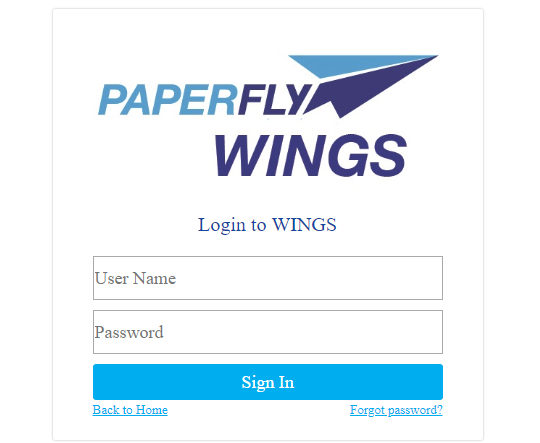 PAPERFLY
WINGS
Login to WINGS
User Name
Password
Sign In
Back to Home Forgot password?